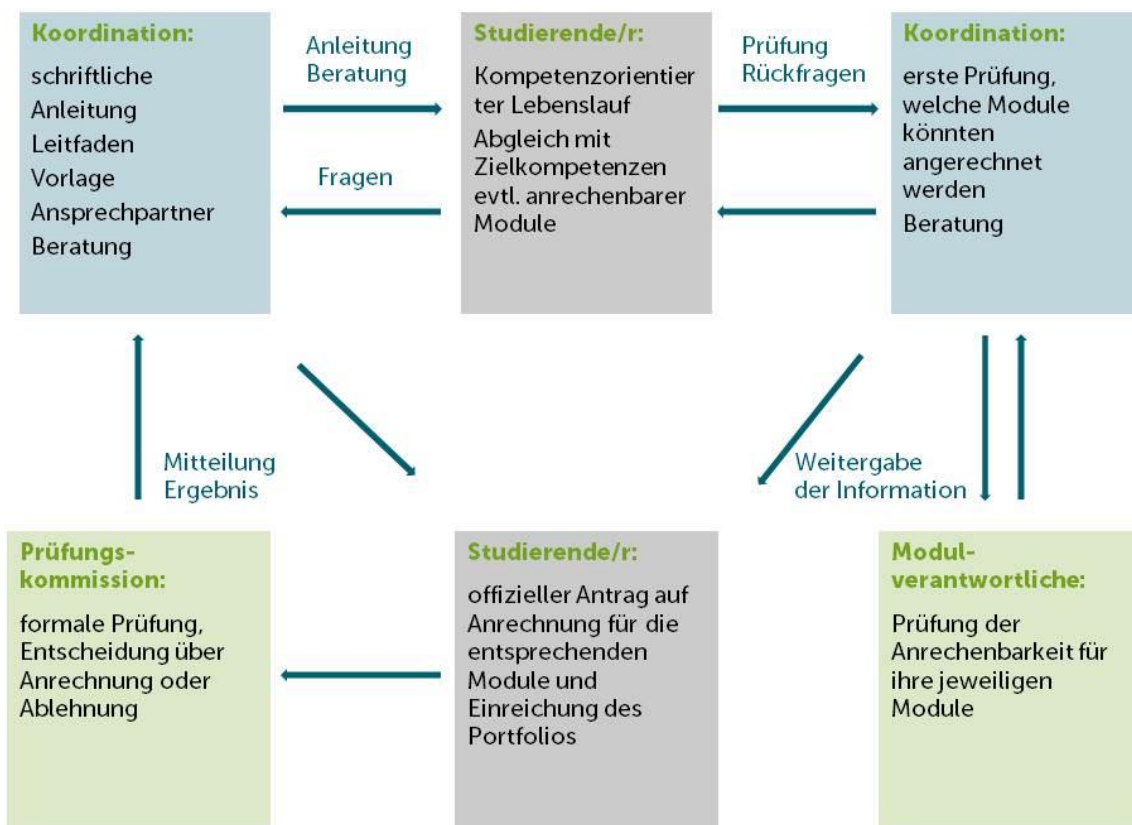 Koordination:
schriftliche
Anleitung
Leitfaden
Vorlage
Ansprechpartner
Beratung
Anleitung
Beratung
Fragen
Studierende/r:
Kompetenzorientier
ter Lebenslauf
Abgleich mit
Zielkompetenzen
evtl. anrechenbarer
Module
Prüfung
Rückfragen
Koordination:
erste Prüfung,
welche Module
könnten
angerechnet
werden
Beratung
Mitteilung
Ergebnis
Weitergabe
der Information
Prüfungs-
kommission:
formale Prüfung,
Entscheidung über
Anrechnung oder
Ablehnung
Studierende/r:
offizieller Antrag auf
Anrechnung für die
entsprechenden
Module und
Einreichung des
Portfolios
Modul-
verantwortliche:
Prüfung der
Anrechenbarkeit für
ihre jeweiligen
Module